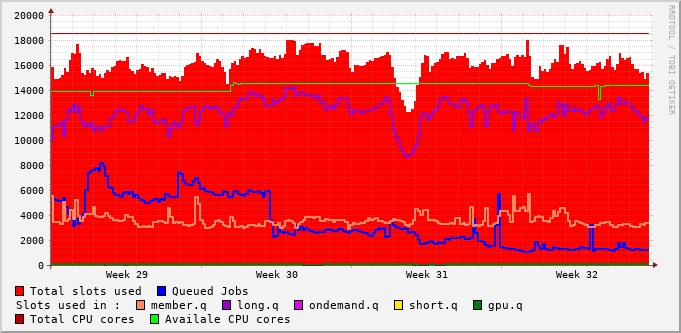 20000
18000
16000
14000
12000
10000
8000
6000
4000
2000
0
Week 29 Week 30 Week 31 Week 32
Total slots used Queued Jobs
Slots used in : member.q long.q ondemand.q short.q gpu.q
Total CPU cores Availale CPU cores
RRDTOOL / TOBI OETIKER